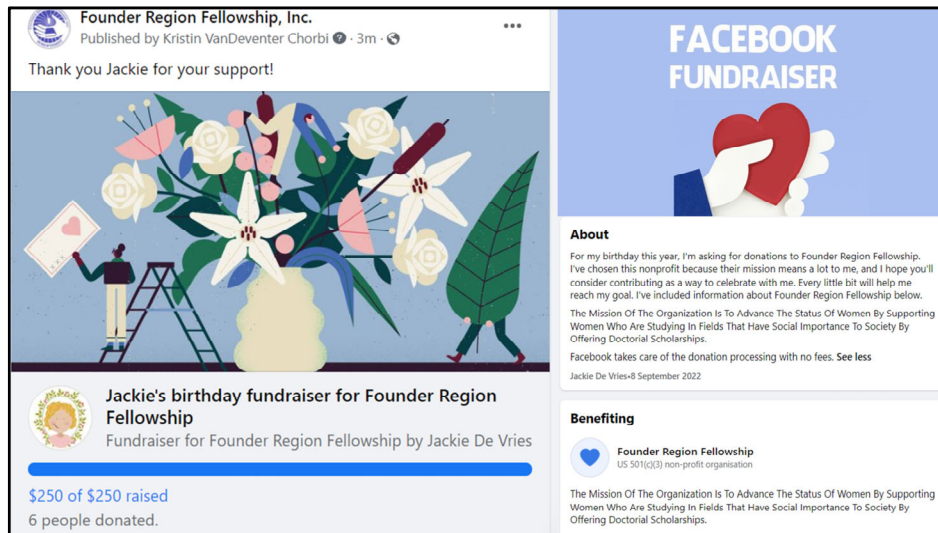 Founder Region Fellowship, Inc.
Published by Kristin VanDeventer Chorbi · 3m ·
Thank you Jackie for your support!
Jackie's birthday fundraiser for Founder Region
Fellowship
Fundraiser for Founder Region Fellowship by Jackie De Vries
$250 of $250 raised
6 people donated.
FACEBOOK
FUNDRAISER
About
For my birthday this year, I'm asking for donations to Founder Region Fellowship.
I've chosen this nonprofit because their mission means a lot to me, and I hope you'll
consider contributing as a way to celebrate with me. Every little bit will help me
reach my goal. I've included information about Founder Region Fellowship below.
The Mission Of The Organization Is To Advance The Status Of Women By Supporting
Women Who Are Studying In Fields That Have Social Importance To Society By
Offering Doctorial Scholarships.
Facebook takes care of the donation processing with no fees. See less
Jackie De Vries•8 September 2022
Benefiting
Founder Region Fellowship
US 501(c)(3) non-profit organisation
The Mission Of The Organization Is To Advance The Status Of Women By Supporting
Women Who Are Studying In Fields That Have Social Importance To Society By
Offering Doctorial Scholarships.